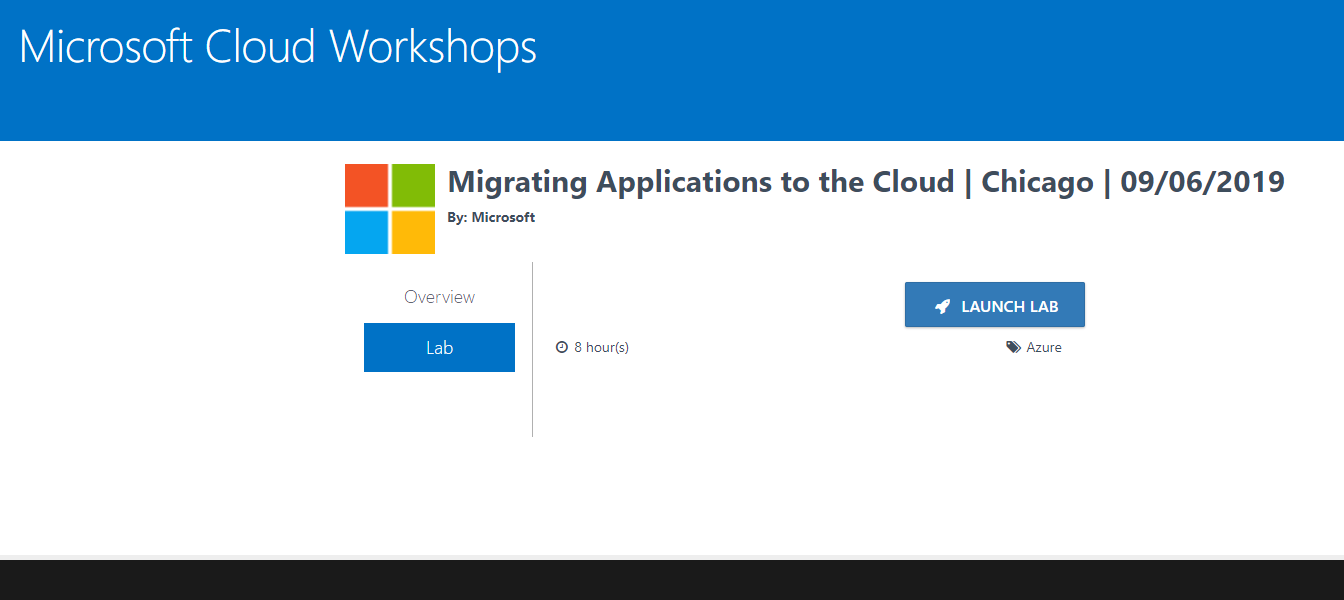 Microsoft Cloud Workshops
Migrating Applications to the Cloud | Chicago | 09/06/2019
By: Microsoft
Overview
LAUNCH LAB
Lab
8 hour(s)
Azure